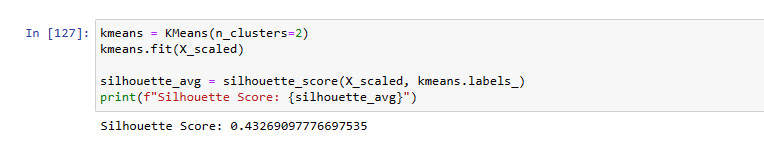 In [127]: kmeans = KMeans(n_clusters=2)
kmeans.fit(X_scaled)
silhouette_avg = silhouette_score(X_scaled, kmeans.labels_)
print(f"Silhouette Score: {silhouette_avg}")
Silhouette Score: 0.43269097776697535